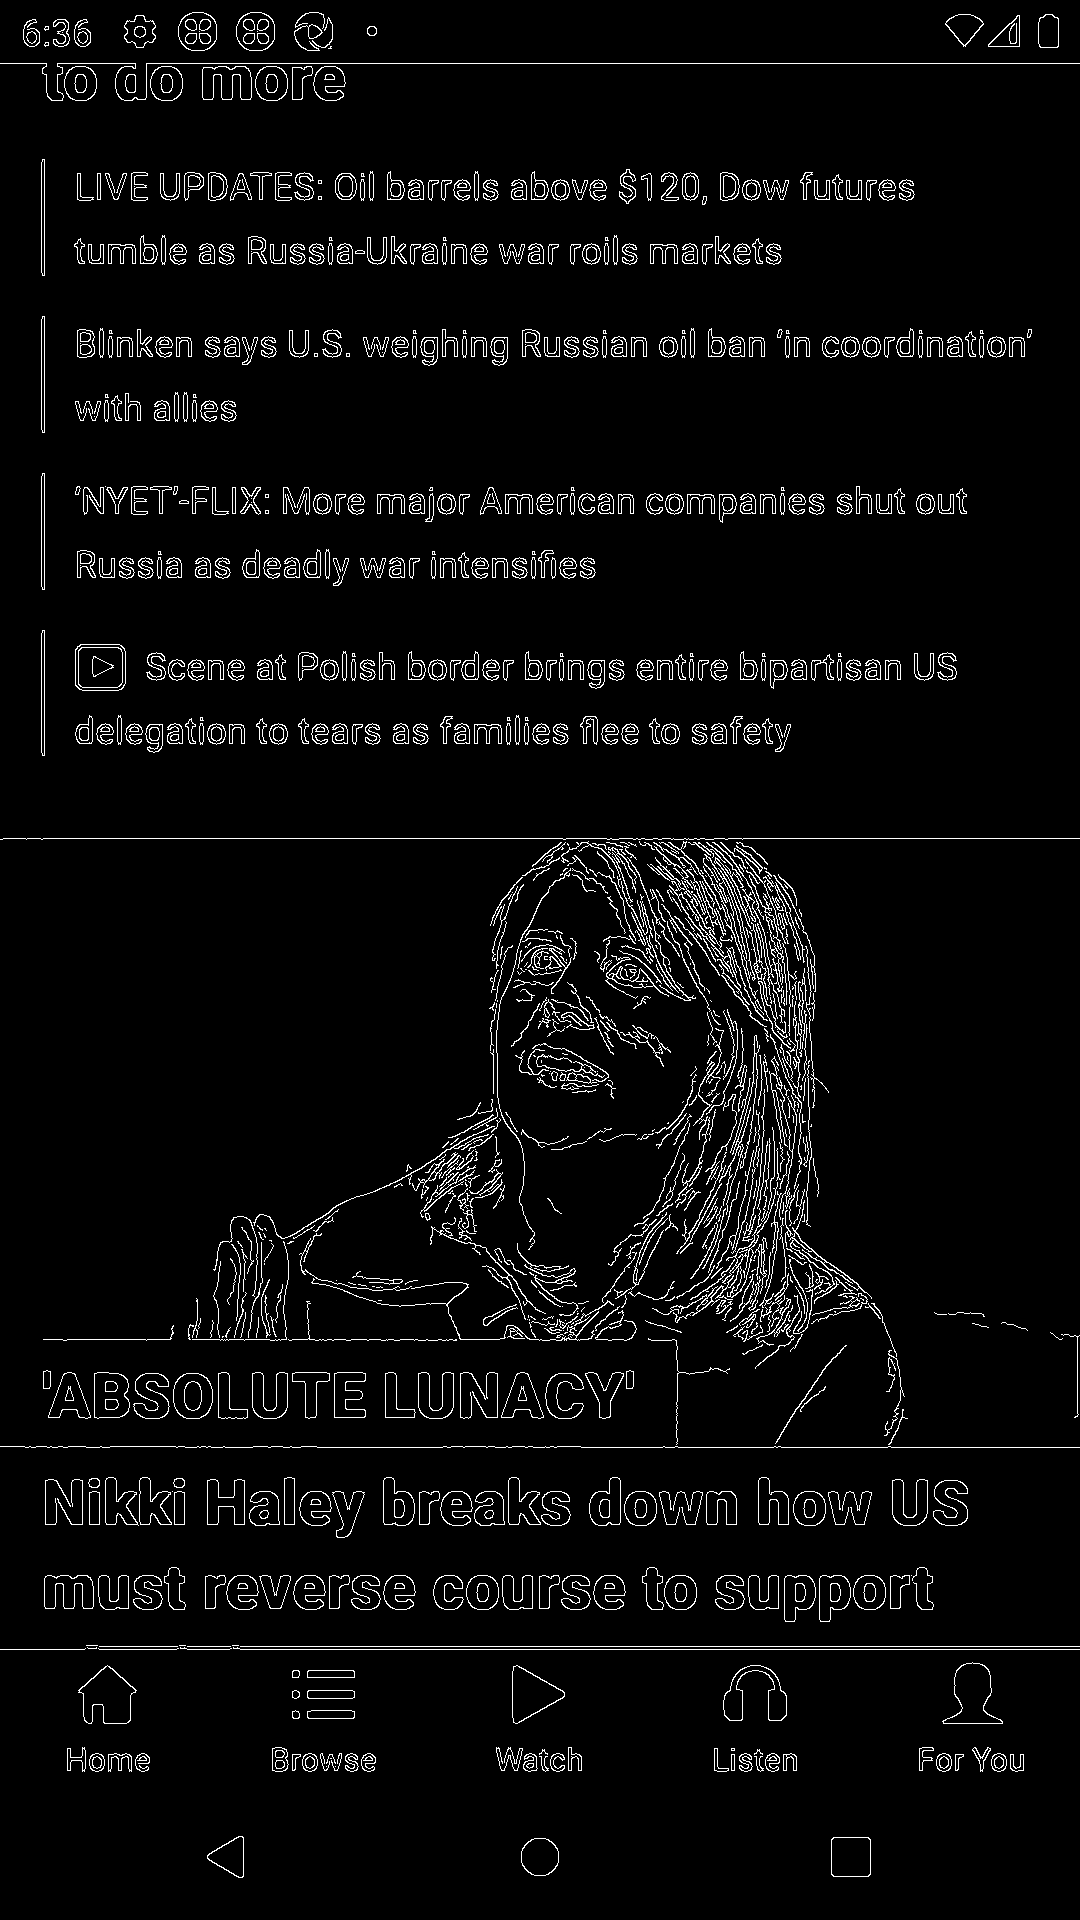 6:36
to do more
LIVE UPDATES: Oil barrels above $120, Dow futures
tumble as Russia-Ukraine war roils markets
Blinken says U.S. weighing Russian oil ban ‘in coordination’
with allies
‘NYET’-FLIX: More major American companies shut out
Russia as deadly war intensifies
Scene at Polish border brings entire bipartisan US
delegation to tears as families flee to safety
'ABSOLUTE LUNACY'
Nikki Haley breaks down how US
must reverse course to support
Home Browse Watch Listen For You